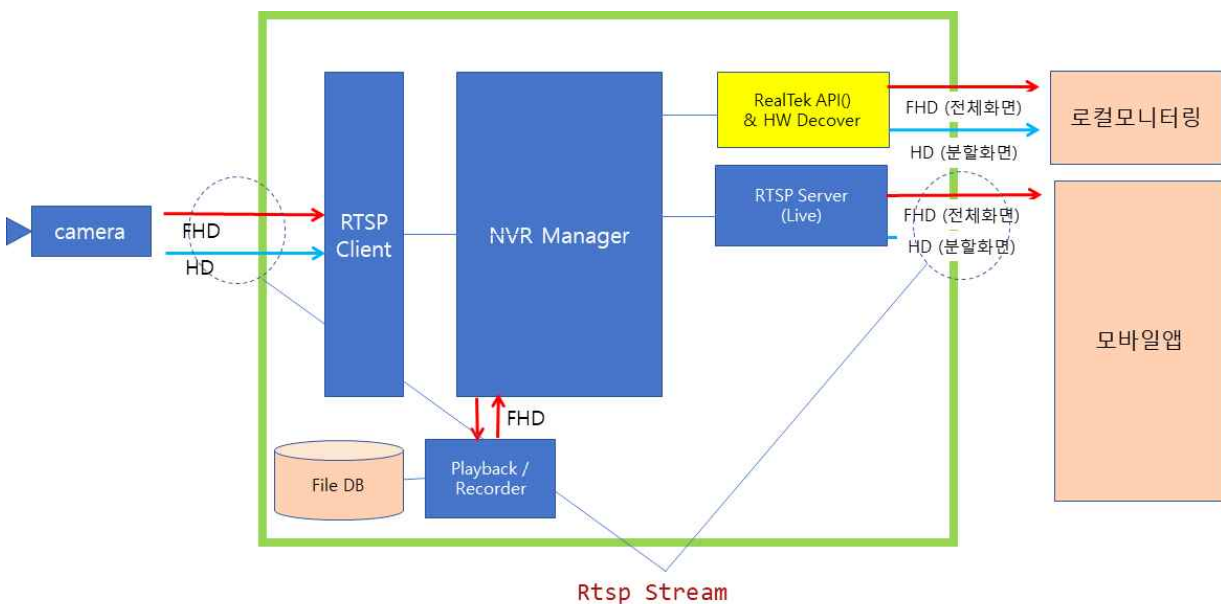 RealTek API()
& HW Decover
FHD (전체화면)
HD (분할화면)
로컬모니터링
camera
FHD
HD
RTSP
Client
NVR Manager
RTSP Server
(Live)
FHD (전체화면)
HD (분할화면)
모바일앱
FHD
File DB
Playback /
Recorder
Rtsp Stream